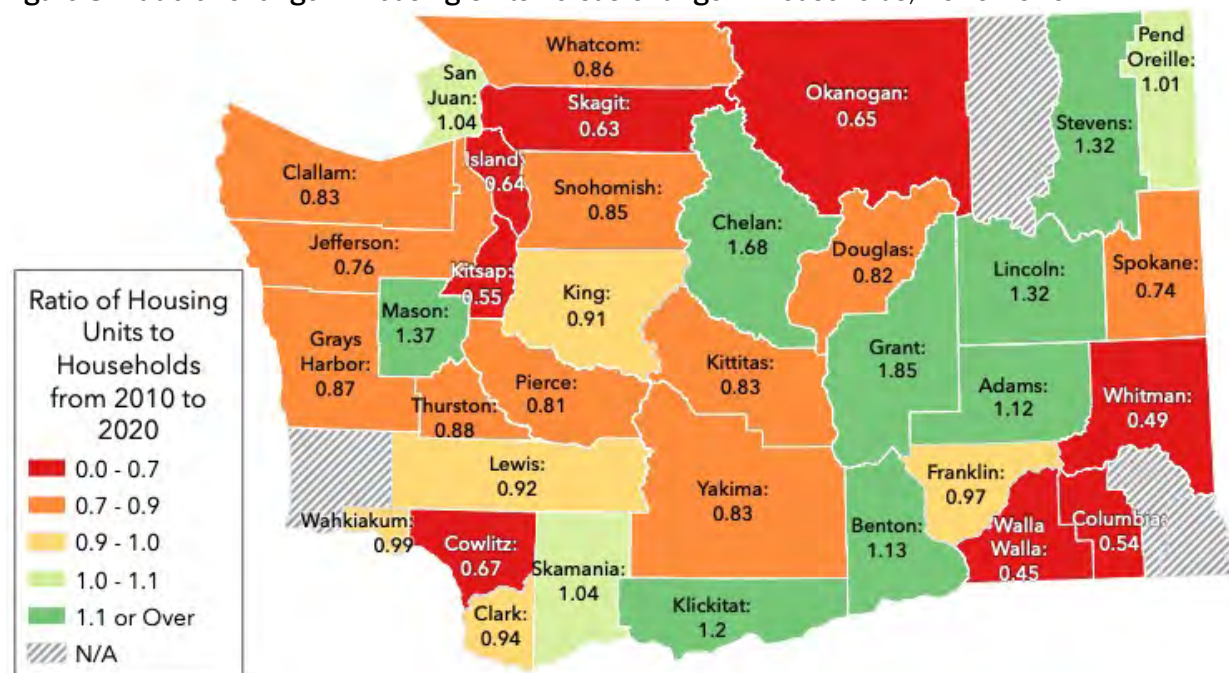 Whatcom:
0.86
Pend
Oreille:
1.01
San
Juan:
1.04
Skagit:
0.63
Okanogan:
0.65
Stevens:
1.32
Island:
0.64
Clallam:
0.83
Snohomish:
0.85
Chelan:
1.68
Douglas:
0.82
Jefferson:
0.76
Kitsap:
0.55
King:
0.91
Lincoln:
1.32
Spokane:
0.74
Mason:
1.37
Grays
Harbor:
0.87
Thurston:
0.88
Pierce:
0.81
Kittitas:
0.83
Grant:
1.85
Adams:
1.12
Whitman:
0.49
Lewis:
0.92
Yakima:
0.83
Franklin:
0.97
Benton:
1.13
Walla
Walla:
0.45
Columbia:
0.54
Wahkiakum:
0.99
Cowlitz:
0.67
Skamania:
1.04
Clark:
0.94
Klickitat:
1.2
Ratio of Housing
Units to
Households
from 2010 to
2020
0.0 - 0.7
0.7 - 0.9
0.9 - 1.0
1.0 - 1.1
1.1 or Over
N/A